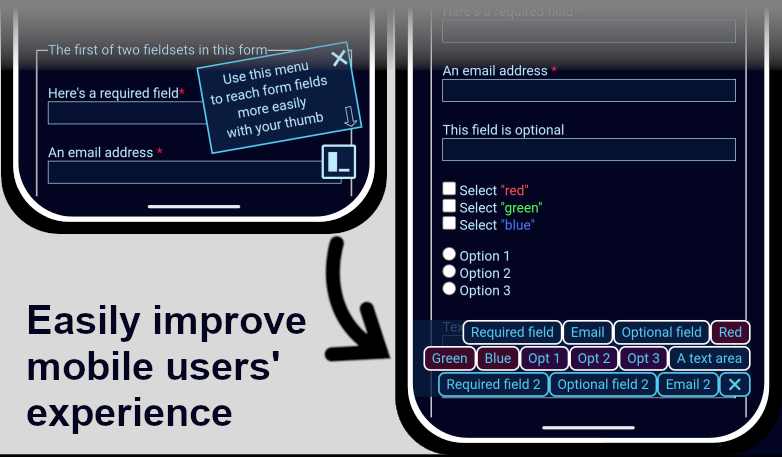 The first of two fieldsets in this form
Use this menu
to reach form fields
more easily
with your thumb
Here's a required field*
An email address *
Easily improve
mobile users'
experience
Here's a required field
An email address *
This field is optional
Select "red"
Select "green"
Select "blue"
Option 1
Option 2
Option 3
Tex
Required field Email Optional field Red
Green Blue Opt 1 Opt 2 Opt 3 A text area
Required field 2 Optional field 2 Email 2 ✕